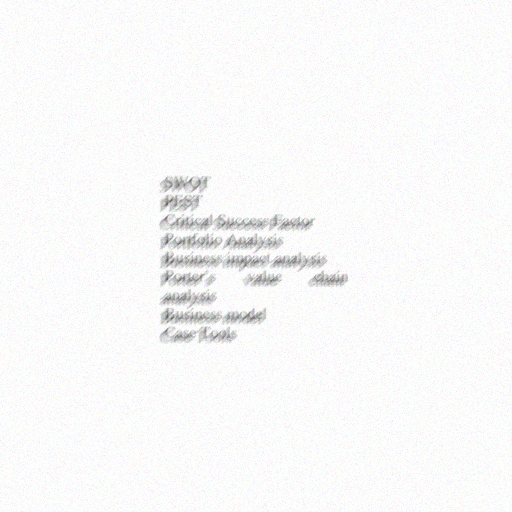 SWOT
PEST
Critical Success Factor
Portfolio Analysis
Business impact analysis
Porter's value chain
analysis
Business model
Case Tools